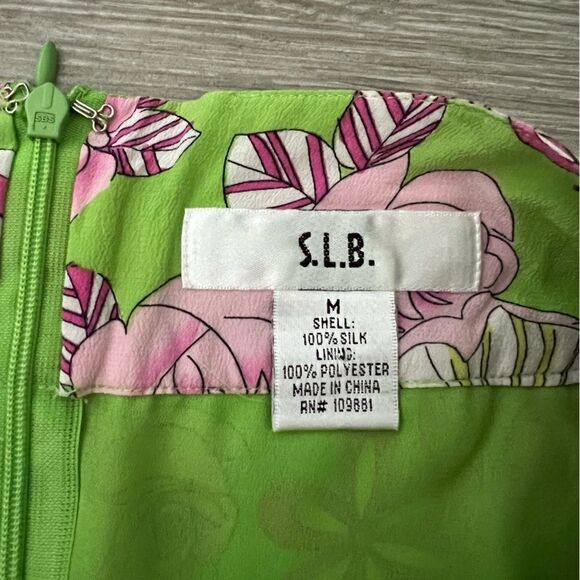 SBS
S.L.B.
M
SHELL:
100% SILK
LINING:
100% POLYESTER
MADE IN CHINA
RN# 109881